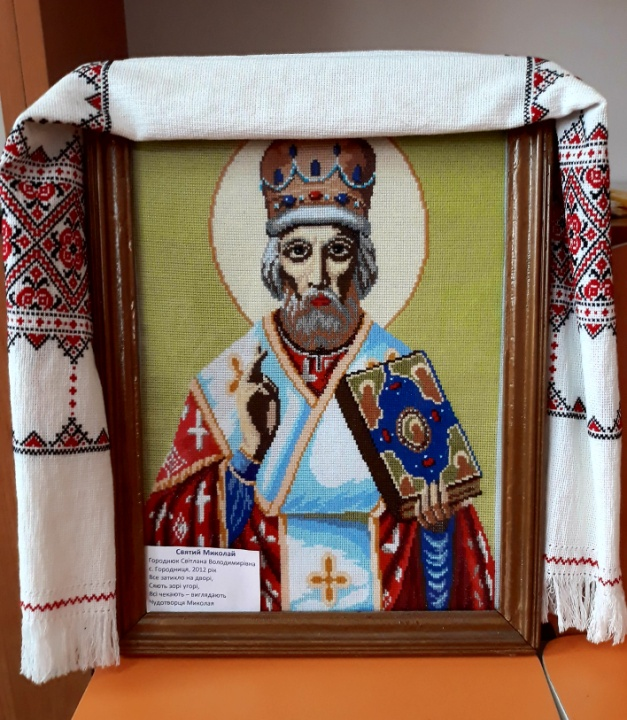 Святий Миколай
Городнюк Світлана Володимирівна
с. Городниця, 2012 рік
Все затихло на дворі,
Сяють зорі угорі,
Всі чекають – виглядають
Чудотворця Миколая